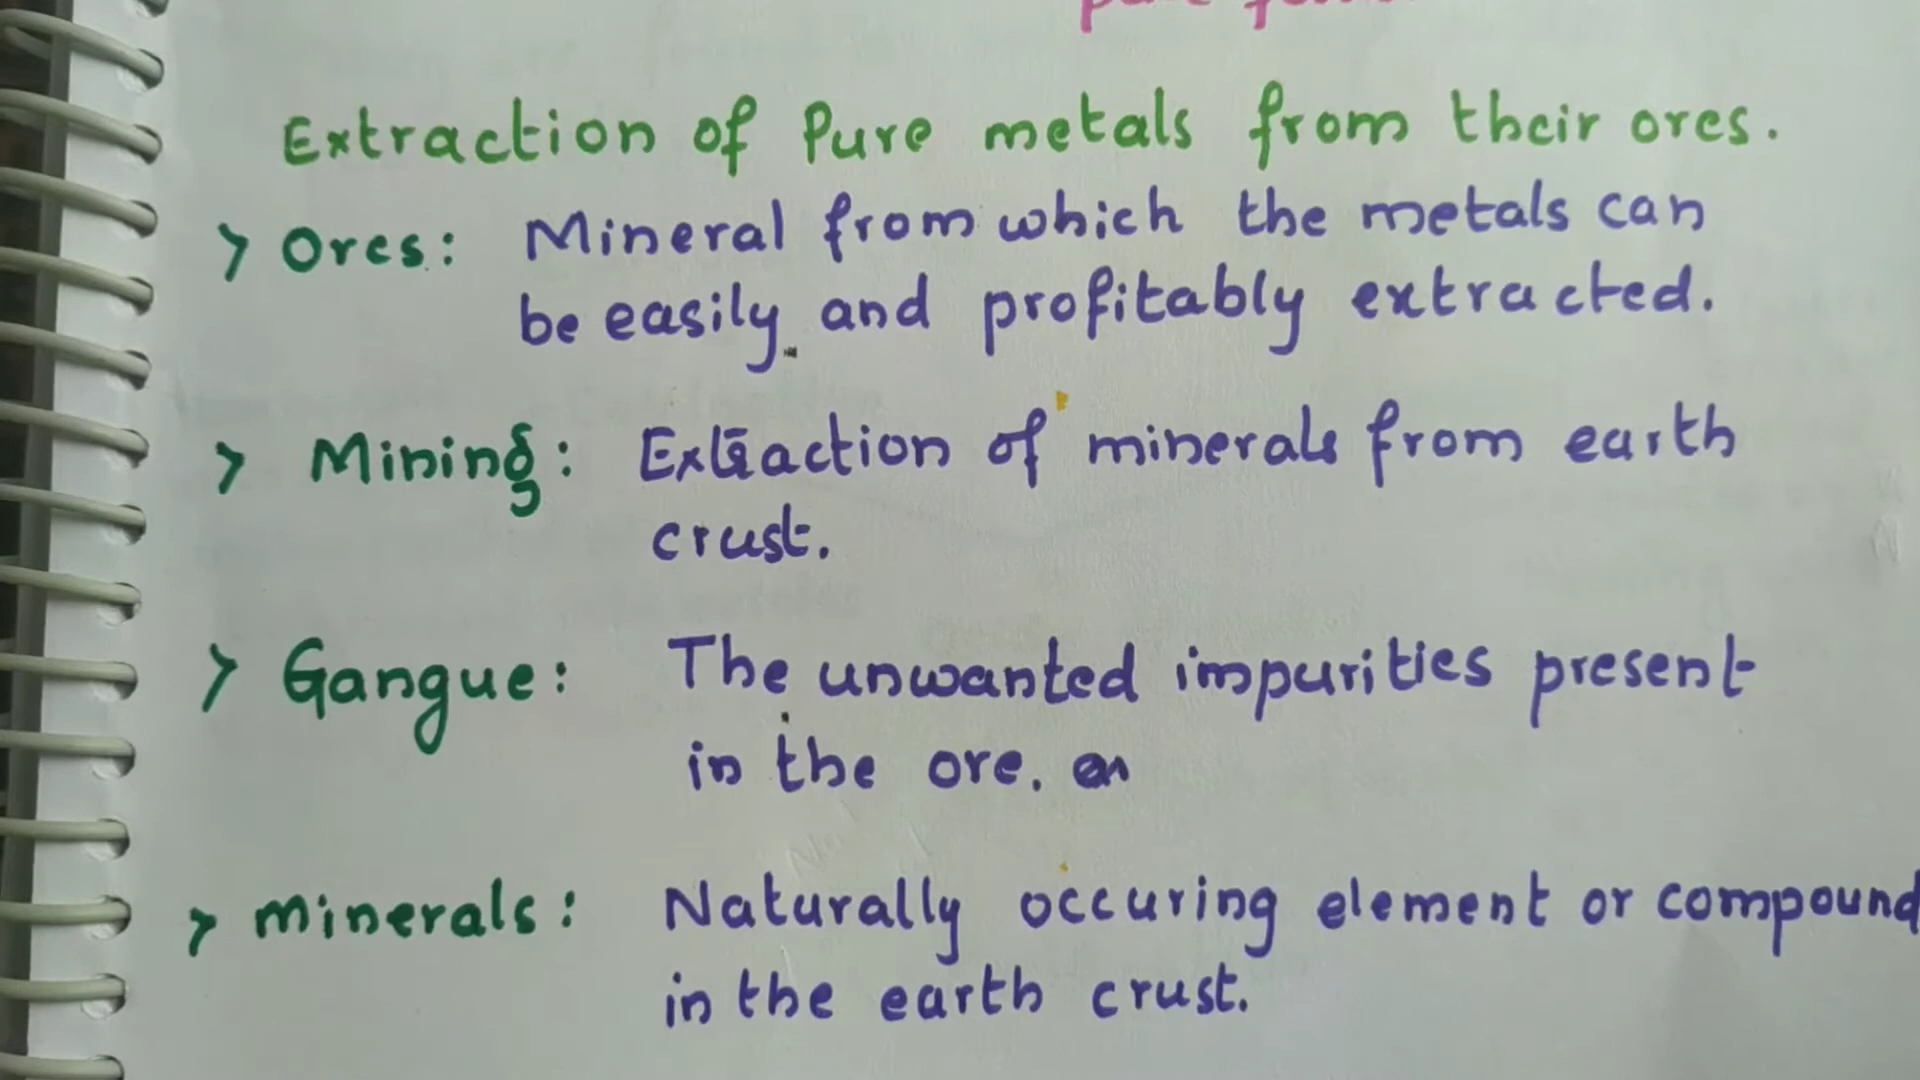 Extraction of Pure metals from their ores.
> Ores: Mineral from which the metals can
be easily and profitably extracted.
> Mining: Extraction of minerals from earth
crust.
> Gangue: The unwanted impurities present
in the ore.
> Minerals: Naturally occuring element or compound
in the earth crust.